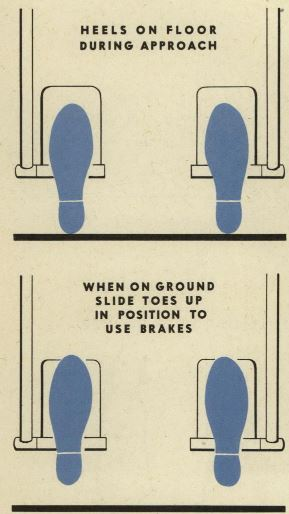 HEELS ON FLOOR
DURING APPROACH
WHEN ON GROUND
SLIDE TOES UP
IN POSITION TO
USE BRAKES